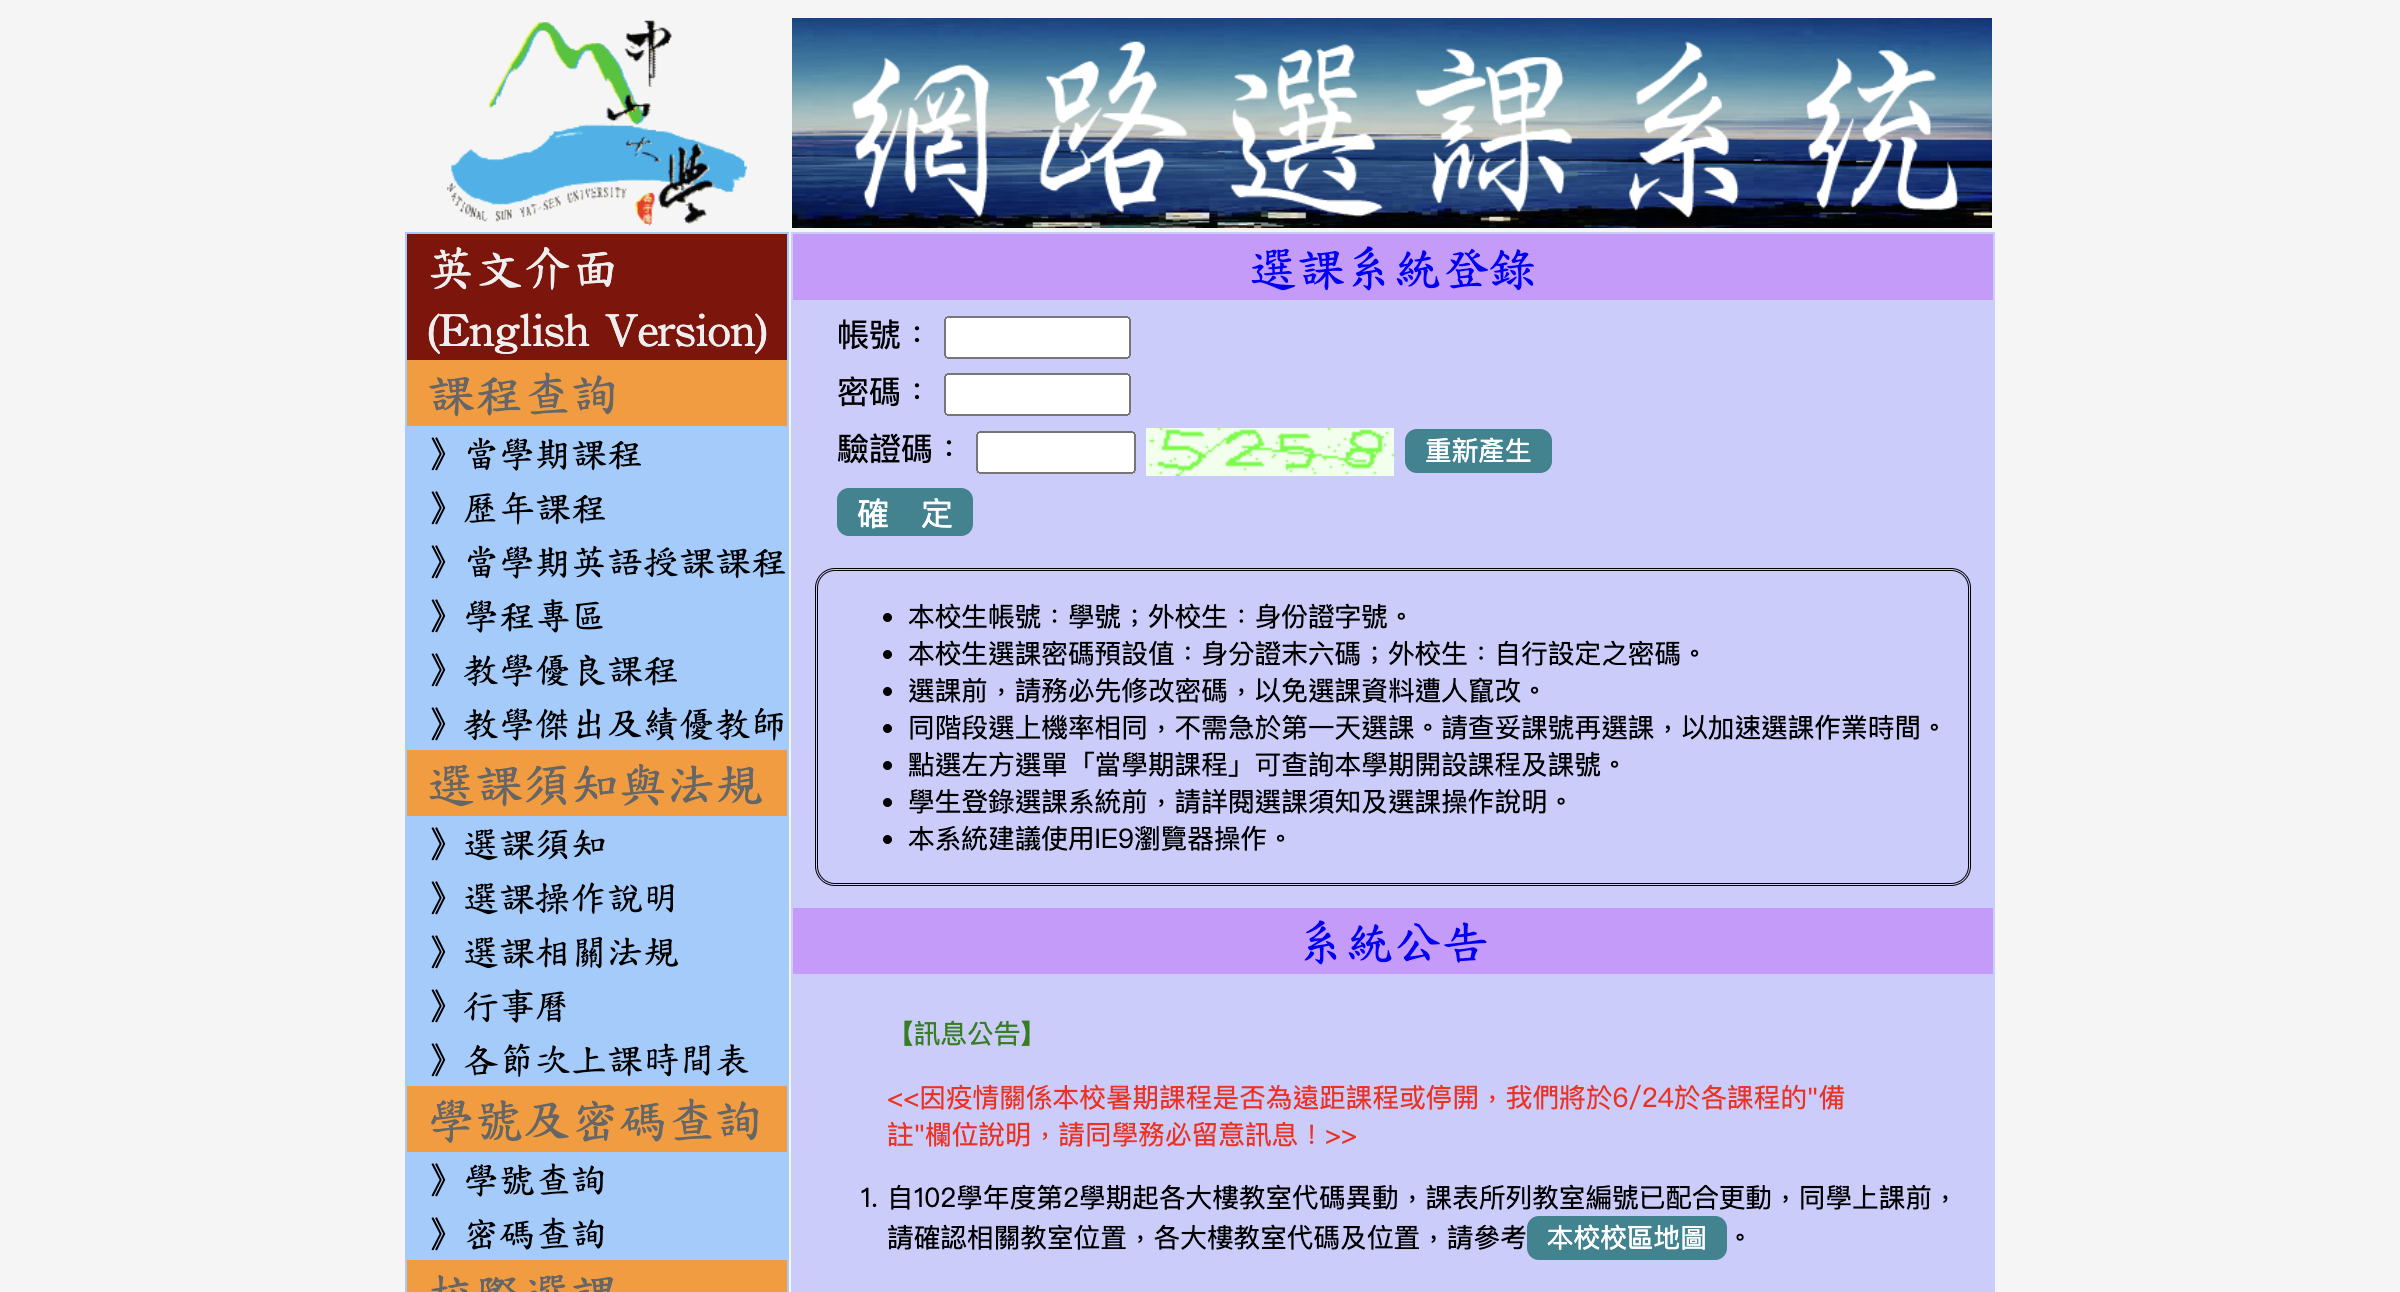 中山大學
NATIONAL SUN YAT-SEN UNIVERSITY
網路選課系統
英文介面
(English Version)
課程查詢
》當學期課程
》歷年課程
》當學期英語授課課程
》學程專區
》教學優良課程
》教學傑出及績優教師
選課須知與法規
》選課須知
》選課操作說明
》選課相關法規
》行事曆
》各節次上課時間表
學號及密碼查詢
》學號查詢
》密碼查詢
校際選課
選課系統登錄
帳號：
密碼：
驗證碼： 5258 重新產生
確 定
• 本校生帳號：學號；外校生：身份證字號。
• 本校生選課密碼預設值：身分證末六碼；外校生：自行設定之密碼。
• 選課前，請務必先修改密碼，以免選課資料遭人竄改。
• 同階段選上機率相同，不需急於第一天選課。請查妥課號再選課，以加速選課作業時間。
• 點選左方選單「當學期課程」可查詢本學期開設課程及課號。
• 學生登錄選課系統前，請詳閱選課須知及選課操作說明。
• 本系統建議使用IE9瀏覽器操作。
系統公告
【訊息公告】
<<因疫情關係本校暑期課程是否為遠距課程或停開，我們將於6/24於各課程的"備
註"欄位說明，請同學務必留意訊息！>>
1. 自102學年度第2學期起各大樓教室代碼異動，課表所列教室編號已配合更動，同學上課前，
請確認相關教室位置，各大樓教室代碼及位置，請參考 本校校區地圖 。